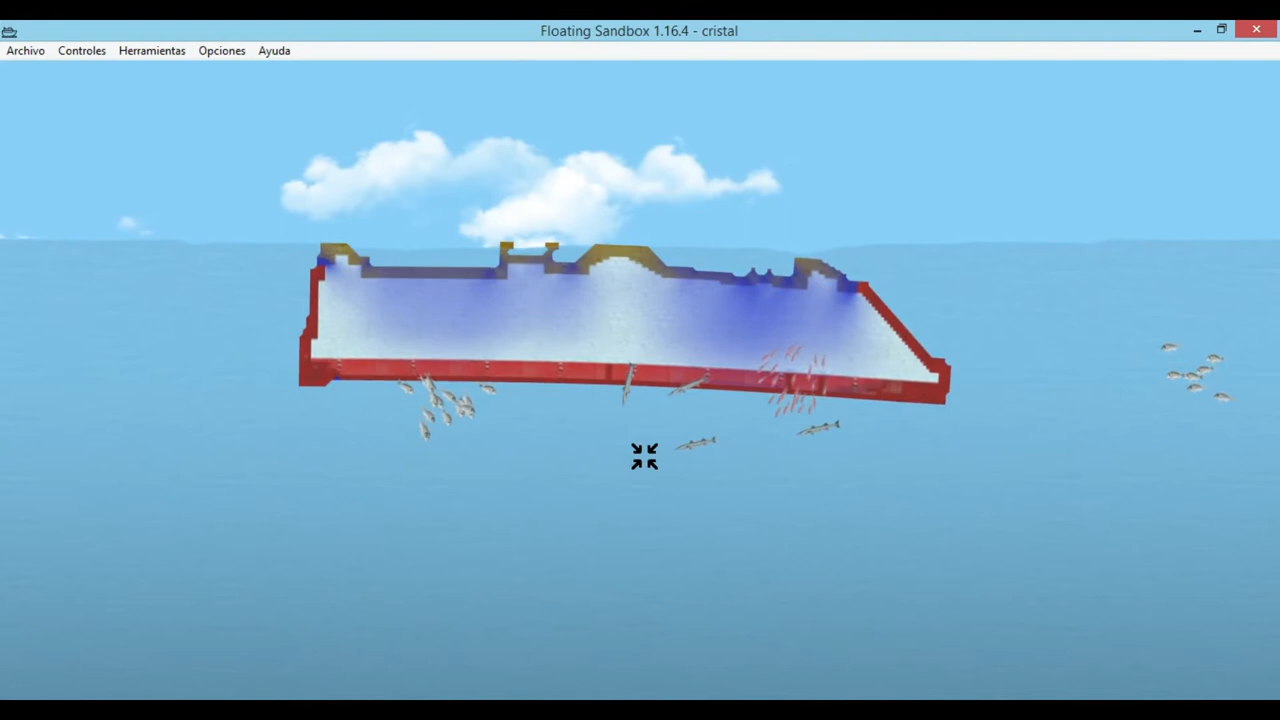 Floating Sandbox 1.16.4 - cristal
Archivo Controles Herramientas Opciones Ayuda